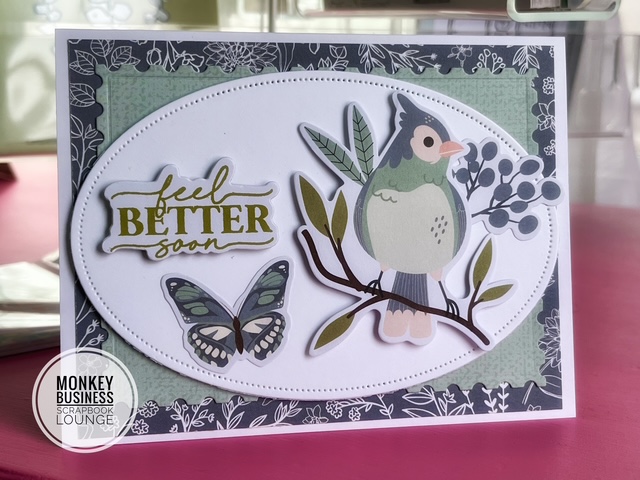 feel
BETTER
soon
MONKEY
BUSINESS
SCRAPBOOK
LOUNGE